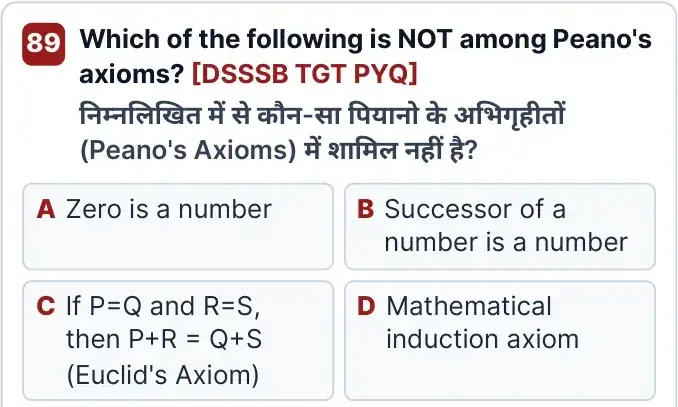 89 Which of the following is NOT among Peano's
axioms? [DSSSB TGT PYQ]
निम्नलिखित में से कौन-सा पियानो के अभिगृहीतों
(Peano's Axioms) में शामिल नहीं है?
A Zero is a number
B Successor of a
number is a number
C If P=Q and R=S,
then P+R = Q+S
(Euclid's Axiom)
D Mathematical
induction axiom